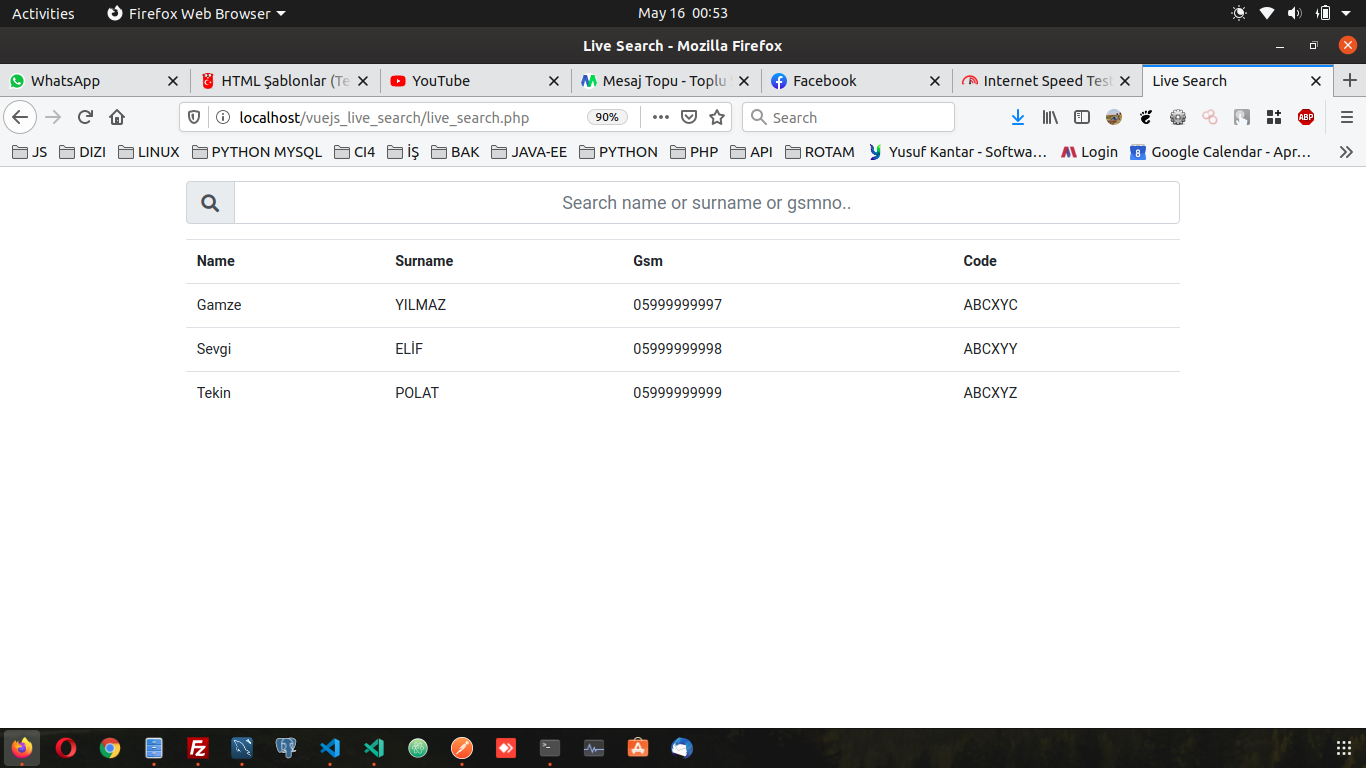 Activities Firefox Web Browser May 16 00:53
Live Search - Mozilla Firefox
WhatsApp HTML Şablonlar (Te YouTube Mesaj Topu - Toplu Facebook Internet Speed Test Live Search
localhost/vuejs_live_search/live_search.php 90% Search ABP
JS DIZI LINUX PYTHON MYSQL CI4 İŞ BAK JAVA-EE PYTHON PHP API ROTAM Yusuf Kantar - Softwa… Login 8 Google Calendar - Apr…
Search name or surname or gsmno..
Name Surname Gsm Code
Gamze YILMAZ 05999999997 ABCXYC
Sevgi ELİF 05999999998 ABCXYY
Tekin POLAT 05999999999 ABCXYZ